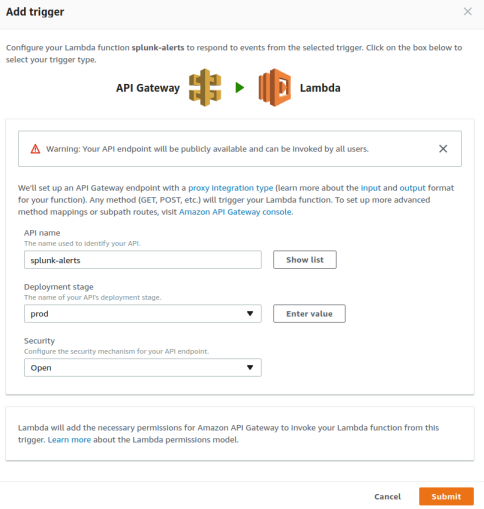 Add trigger
Configure your Lambda function splunk-alerts to respond to events from the selected trigger. Click on the box below to
select your trigger type.
API Gateway
Lambda
Warning: Your API endpoint will be publicly available and can be invoked by all users.
We'll set up an API Gateway endpoint with a proxy integration type (learn more about the input and output format
for your function). Any method (GET, POST, etc.) will trigger your Lambda function. To set up more advanced
method mappings or subpath routes, visit Amazon API Gateway console.
API name
The name used to identify your API.
splunk-alerts
Show list
Deployment stage
The name of your API's deployment stage.
prod
Enter value
Security
Configure the security mechanism for your API endpoint.
Open
Lambda will add the necessary permissions for Amazon API Gateway to invoke your Lambda function from this
trigger. Learn more about the Lambda permissions model.
Cancel
Submit